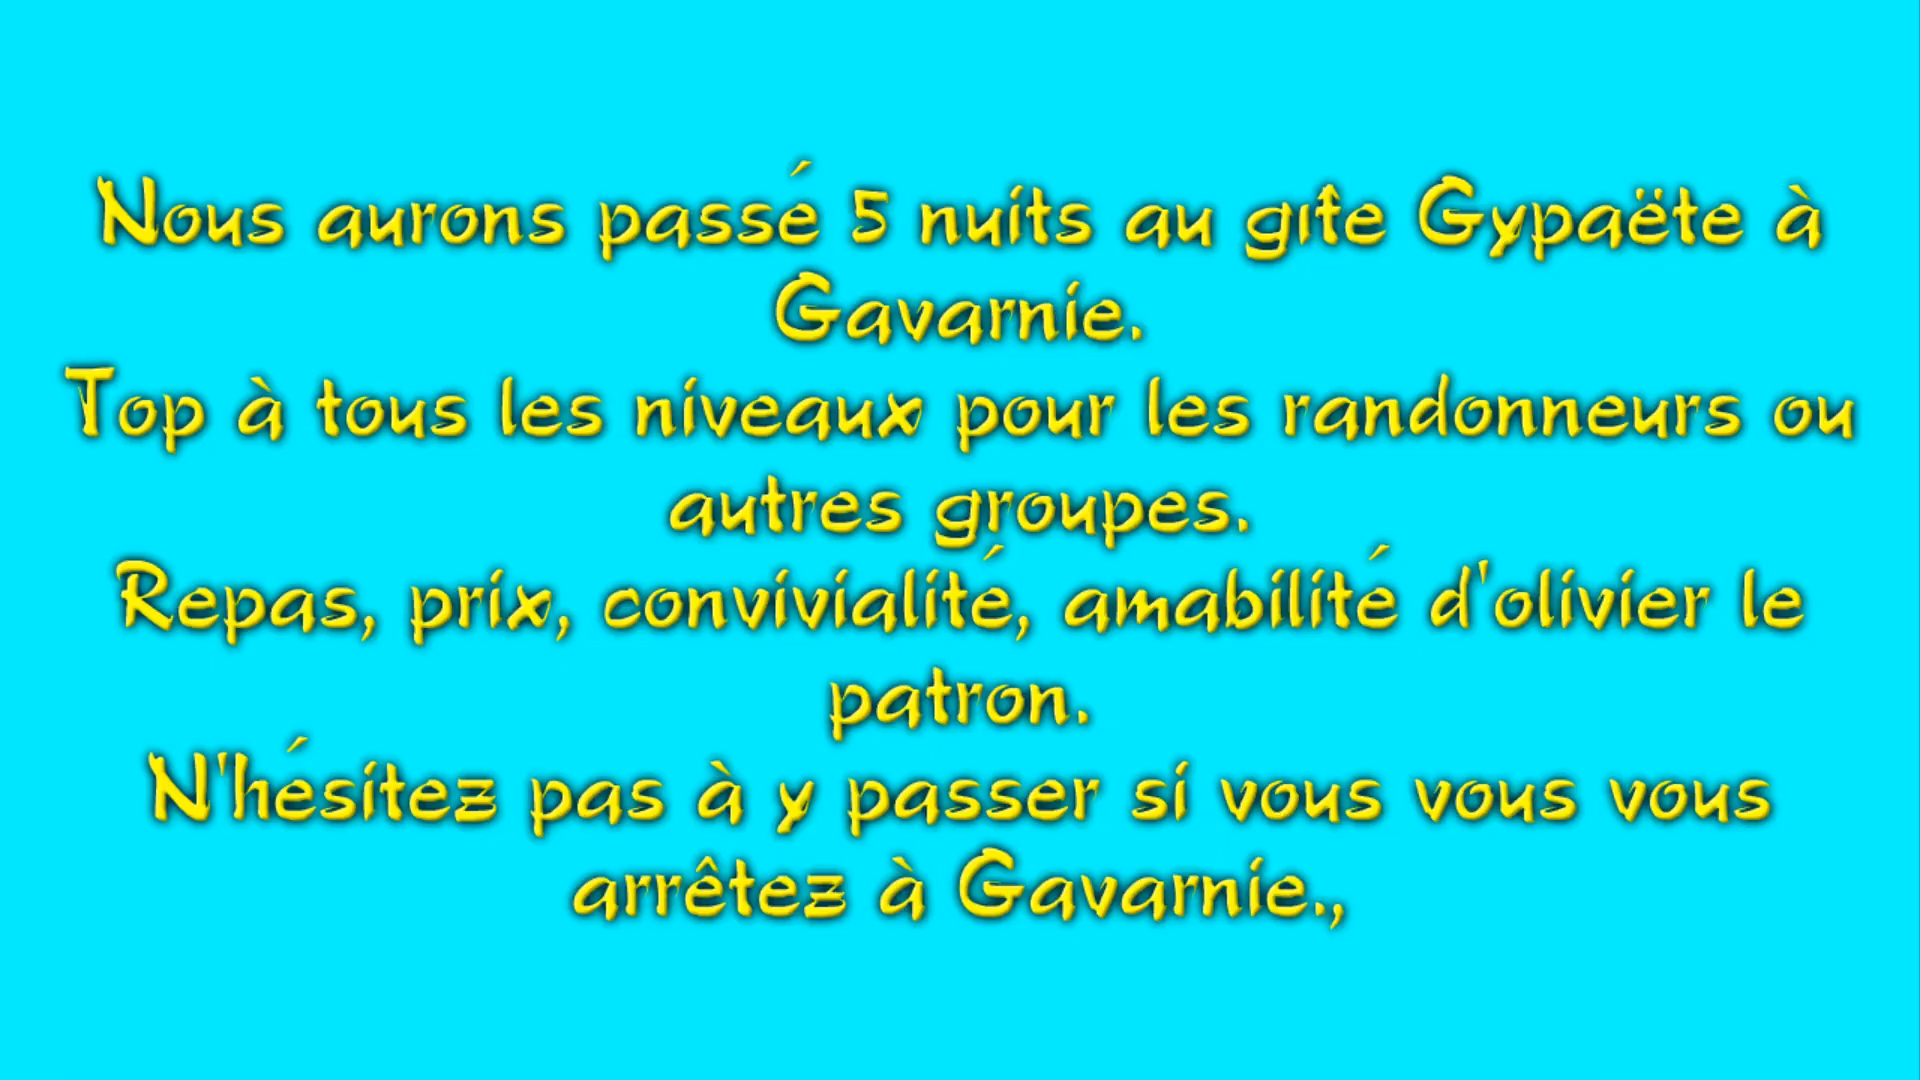 Nous aurons passé 5 nuits au gîte Gypaëte à
Gavarnie.
Top à tous les niveaux pour les randonneurs ou
autres groupes.
Repas, prix, convivialité, amabilité d'olivier le
patron.
N'hésitez pas à y passer si vous vous vous
arrêtez à Gavarnie.,